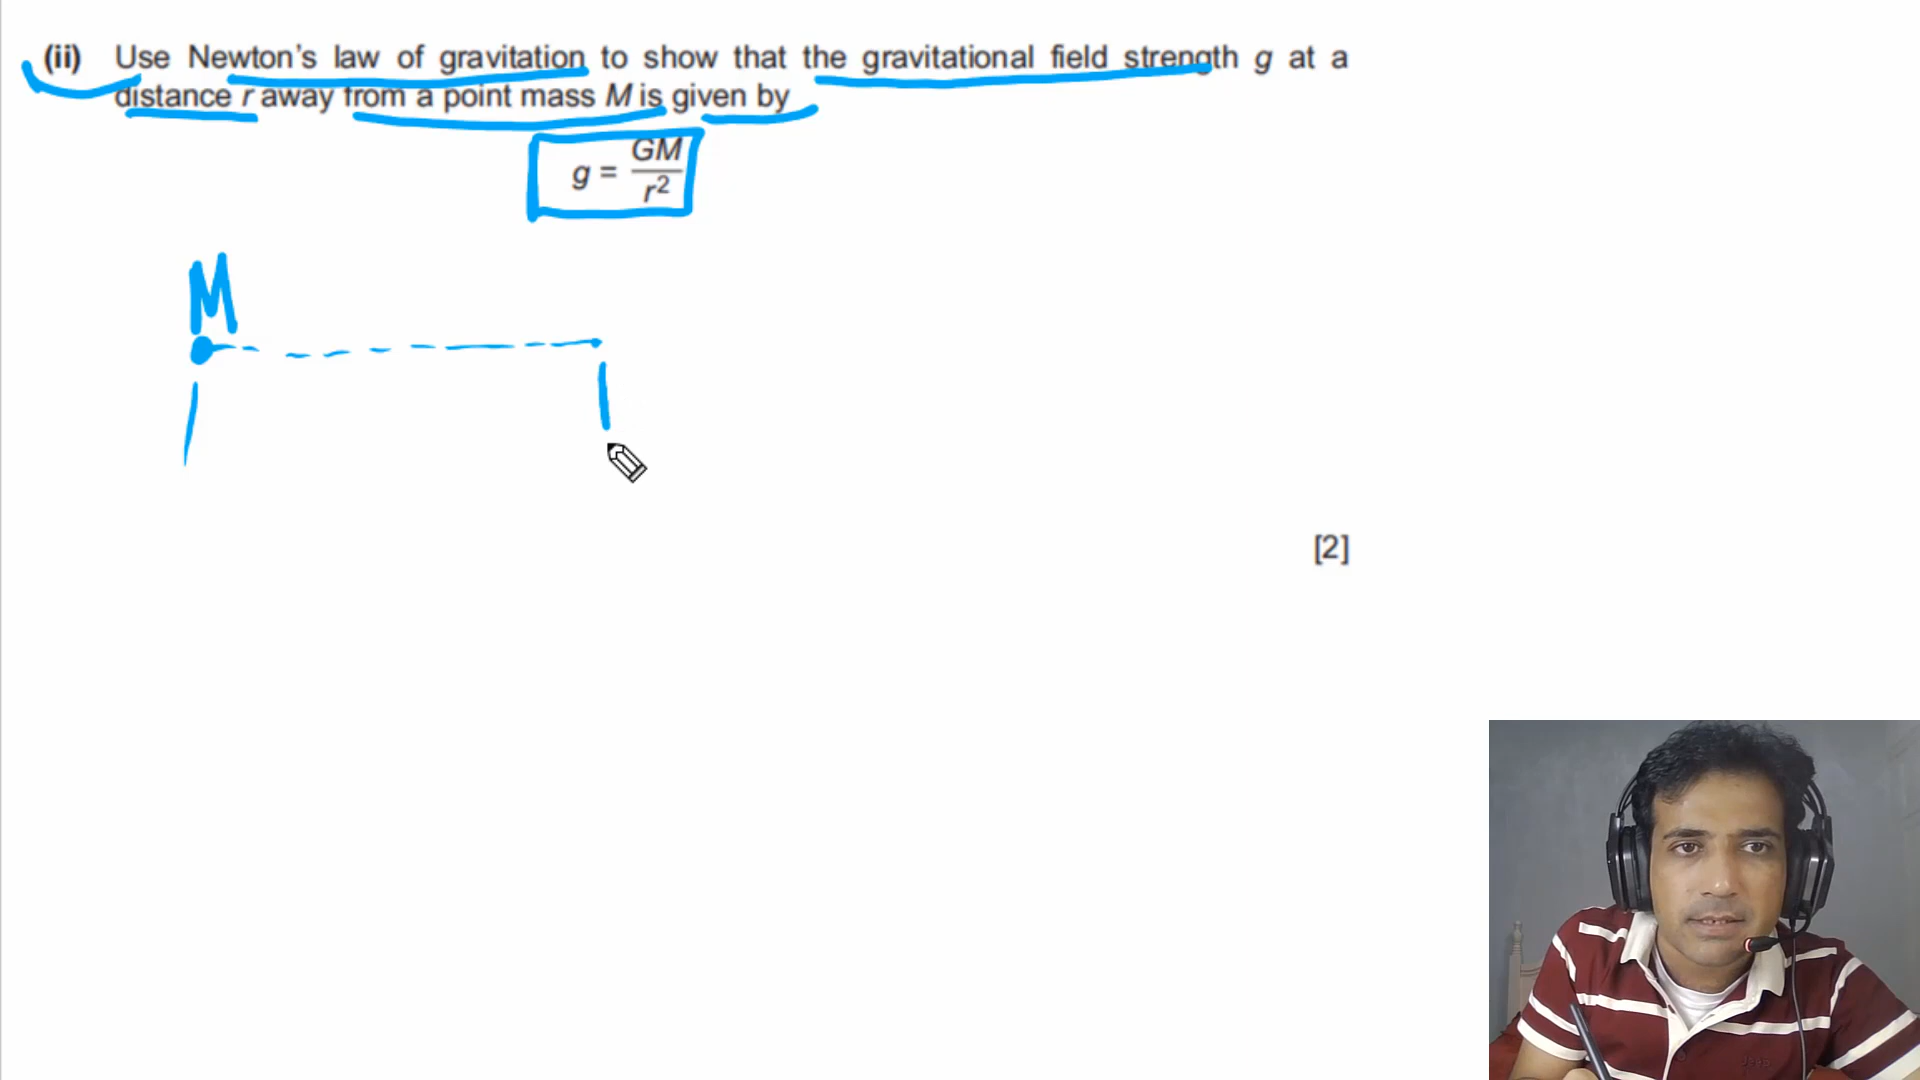 (ii) Use Newton's law of gravitation to show that the gravitational field strength g at a
distance r away from a point mass M is given by
g = GM / r²
M
[2]